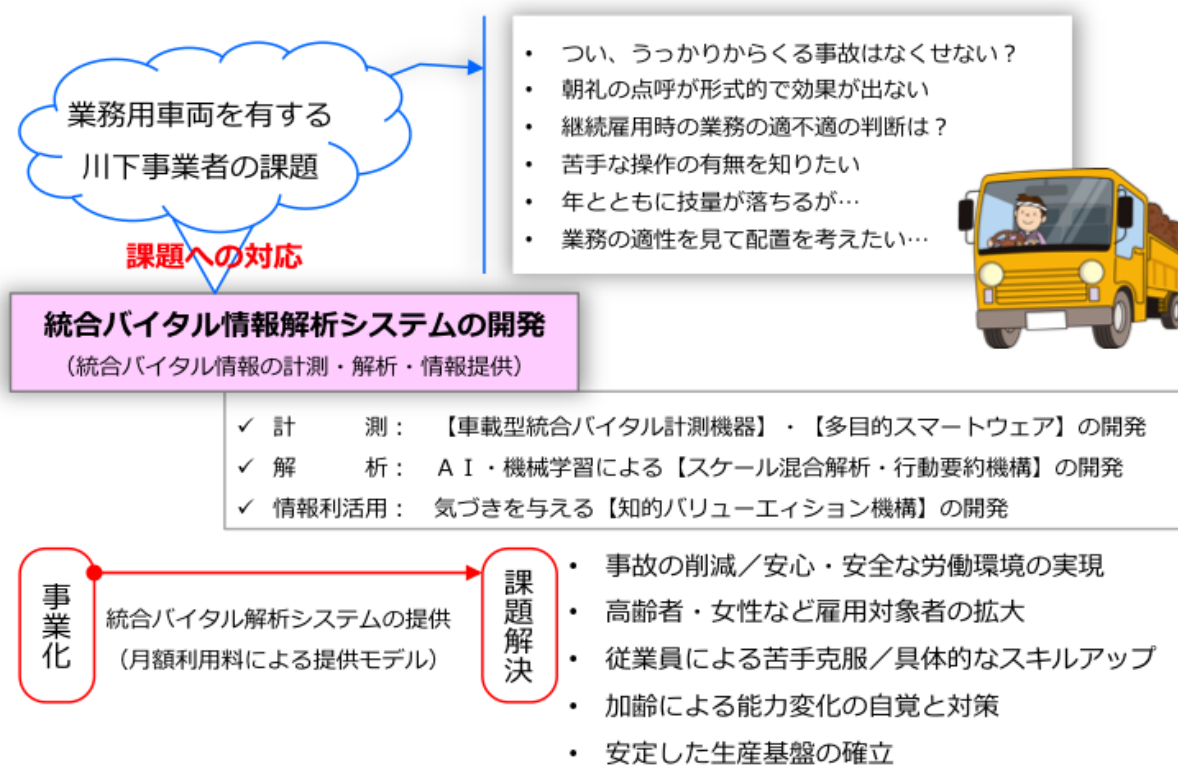 業務用車両を有する
川下事業者の課題
• つい、うっかりからくる事故はなくせない？
• 朝礼の点呼が形式的で効果が出ない
• 継続雇用時の業務の適不適の判断は？
• 苦手な操作の有無を知りたい
• 年とともに技量が落ちるが…
• 業務の適性を見て配置を考えたい…
課題への対応
統合バイタル情報解析システムの開発
（統合バイタル情報の計測・解析・情報提供）
✓ 計　　測： 【車載型統合バイタル計測機器】・【多目的スマートウェア】の開発
✓ 解　　析： ＡＩ・機械学習による【スケール混合解析・行動要約機構】の開発
✓ 情報利活用： 気づきを与える【知的バリューエィション機構】の開発
事業化
統合バイタル解析システムの提供
（月額利用料による提供モデル）
課題解決
• 事故の削減／安心・安全な労働環境の実現
• 高齢者・女性など雇用対象者の拡大
• 従業員による苦手克服／具体的なスキルアップ
• 加齢による能力変化の自覚と対策
• 安定した生産基盤の確立